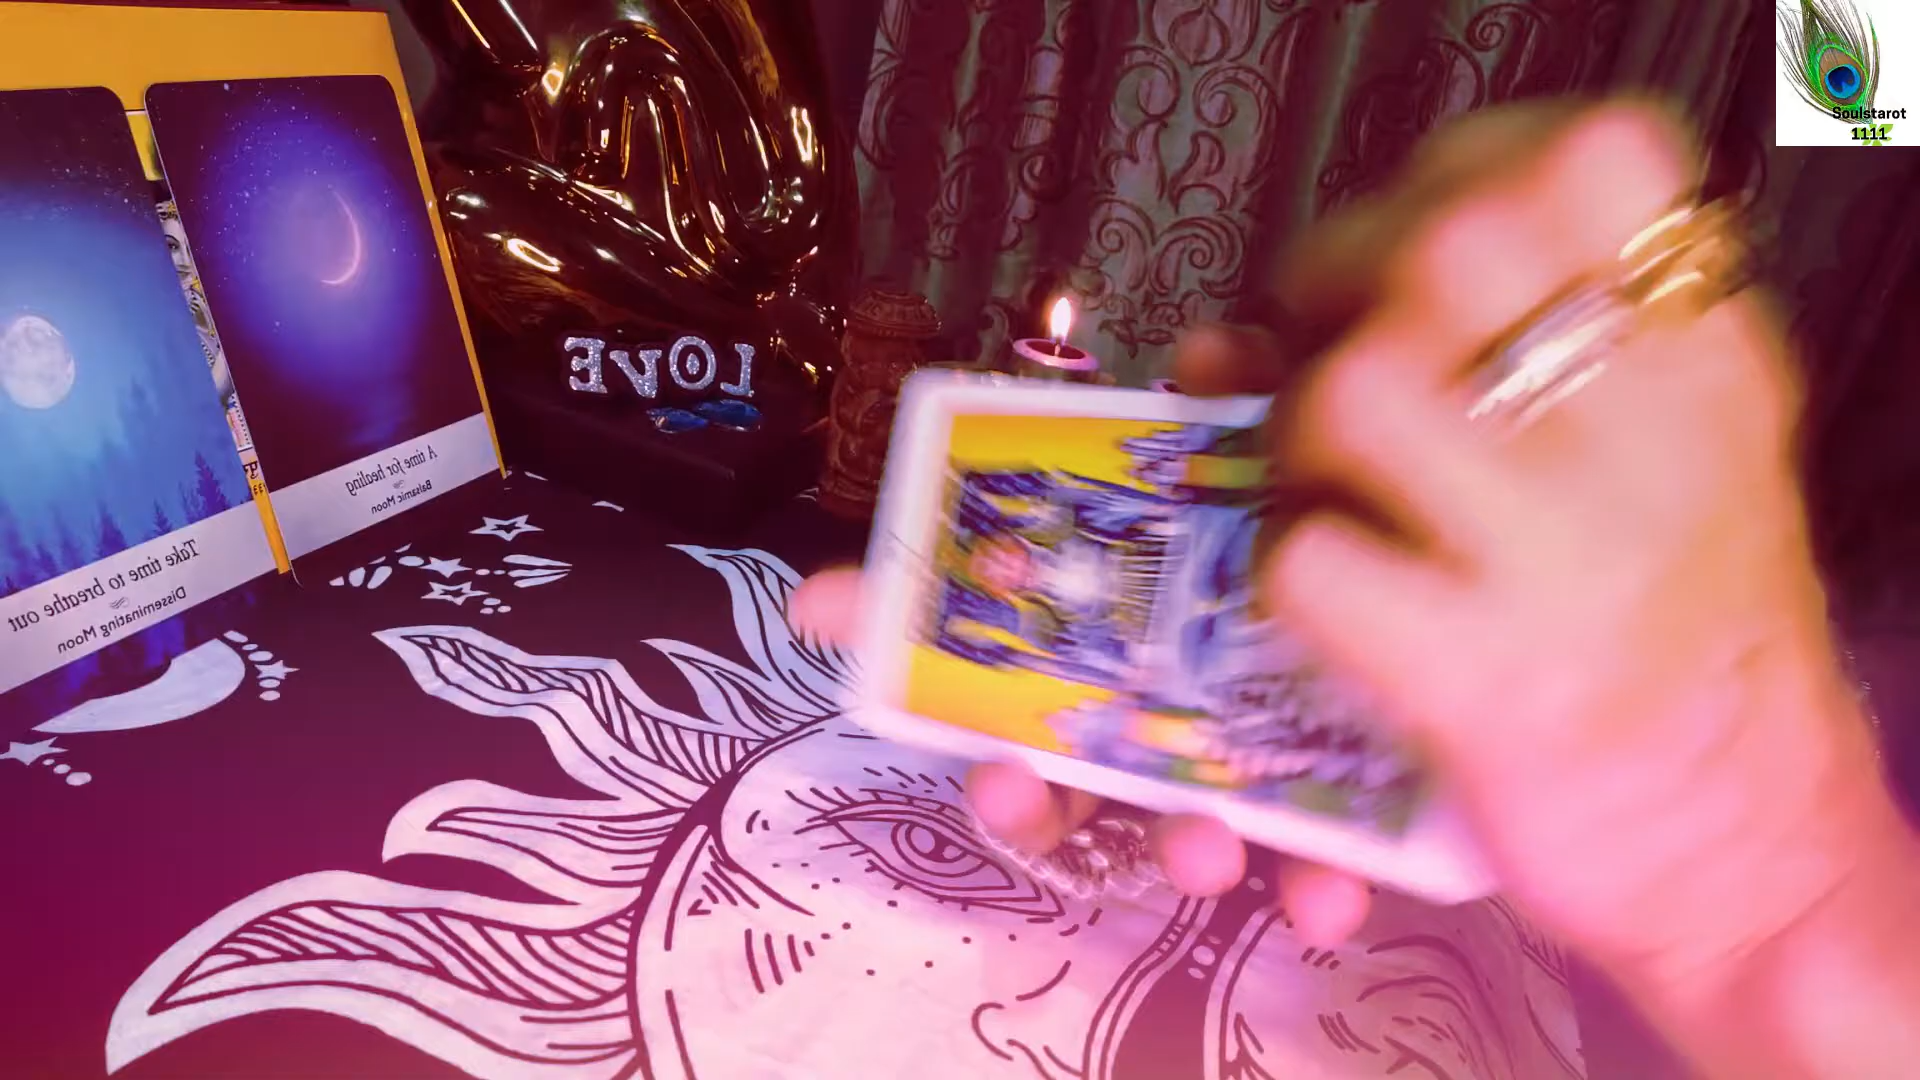 Soulstarot
1111
LOVE
A time for healing
Balsamic Moon
Take time to breathe out
Disseminating Moon